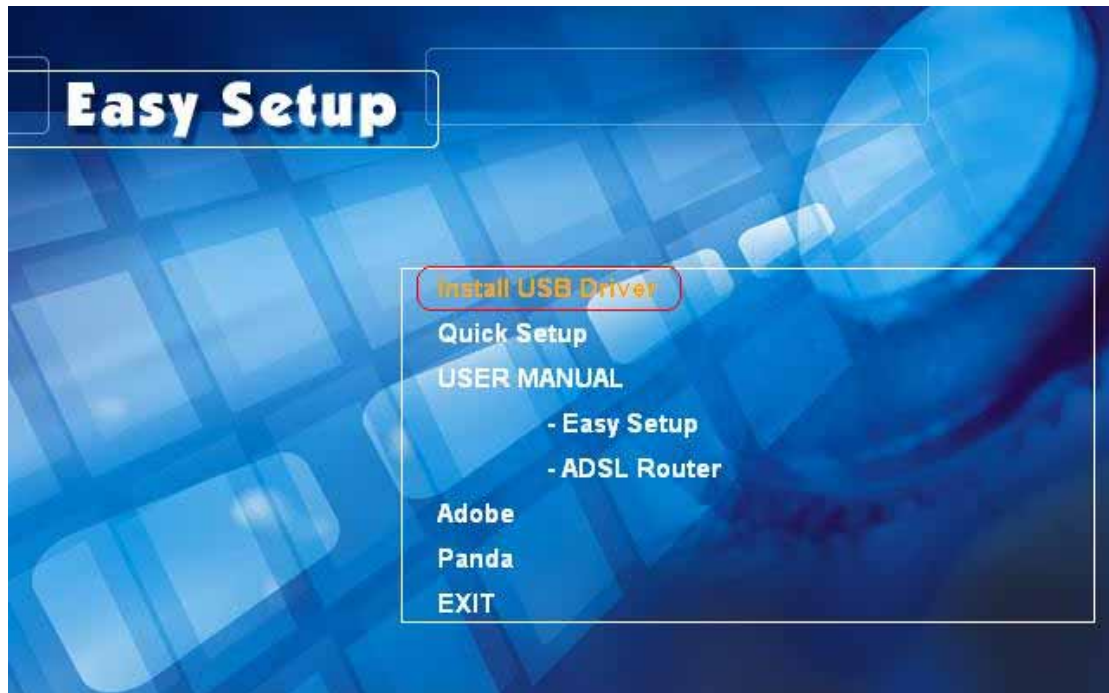 Easy Setup
Install USB Driver
Quick Setup
USER MANUAL
- Easy Setup
- ADSL Router
Adobe
Panda
EXIT